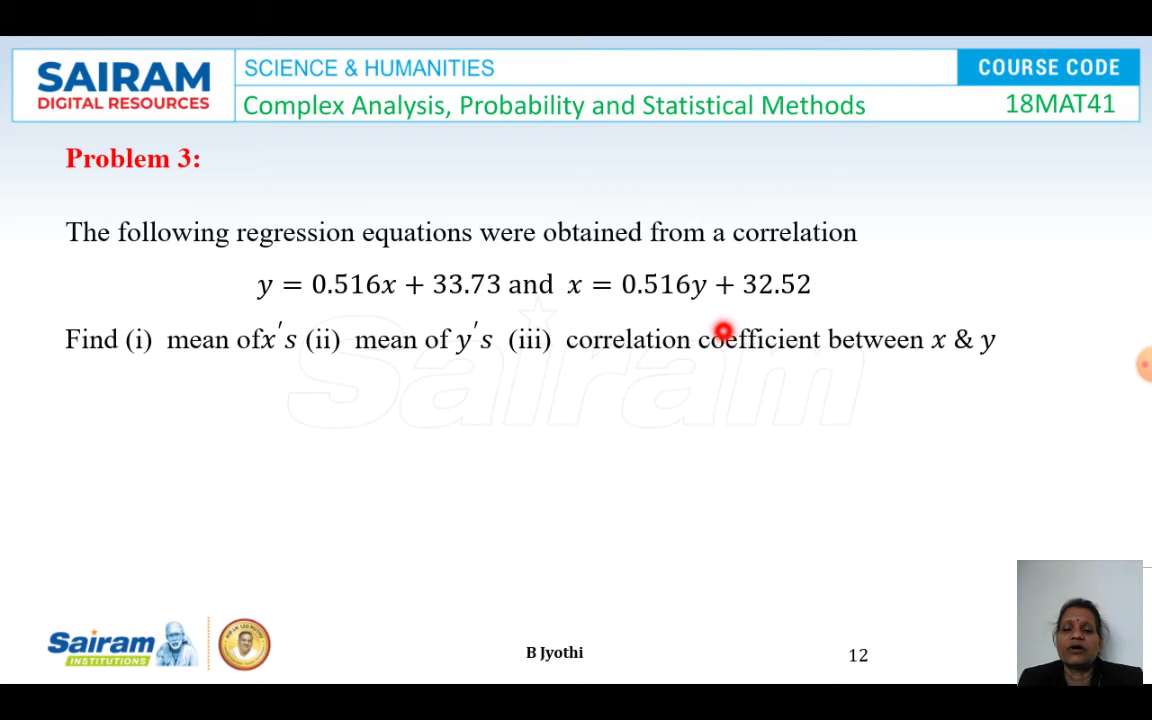 SAIRAM
DIGITAL RESOURCES
SCIENCE & HUMANITIES
COURSE CODE
Complex Analysis, Probability and Statistical Methods
18MAT41
Problem 3:
The following regression equations were obtained from a correlation
y = 0.516x + 33.73 and x = 0.516y + 32.52
Find (i) mean ofx's (ii) mean of y's (iii) correlation coefficient between x & y
Sairam
Sairam
INSTITUTIONS
B Jyothi
12